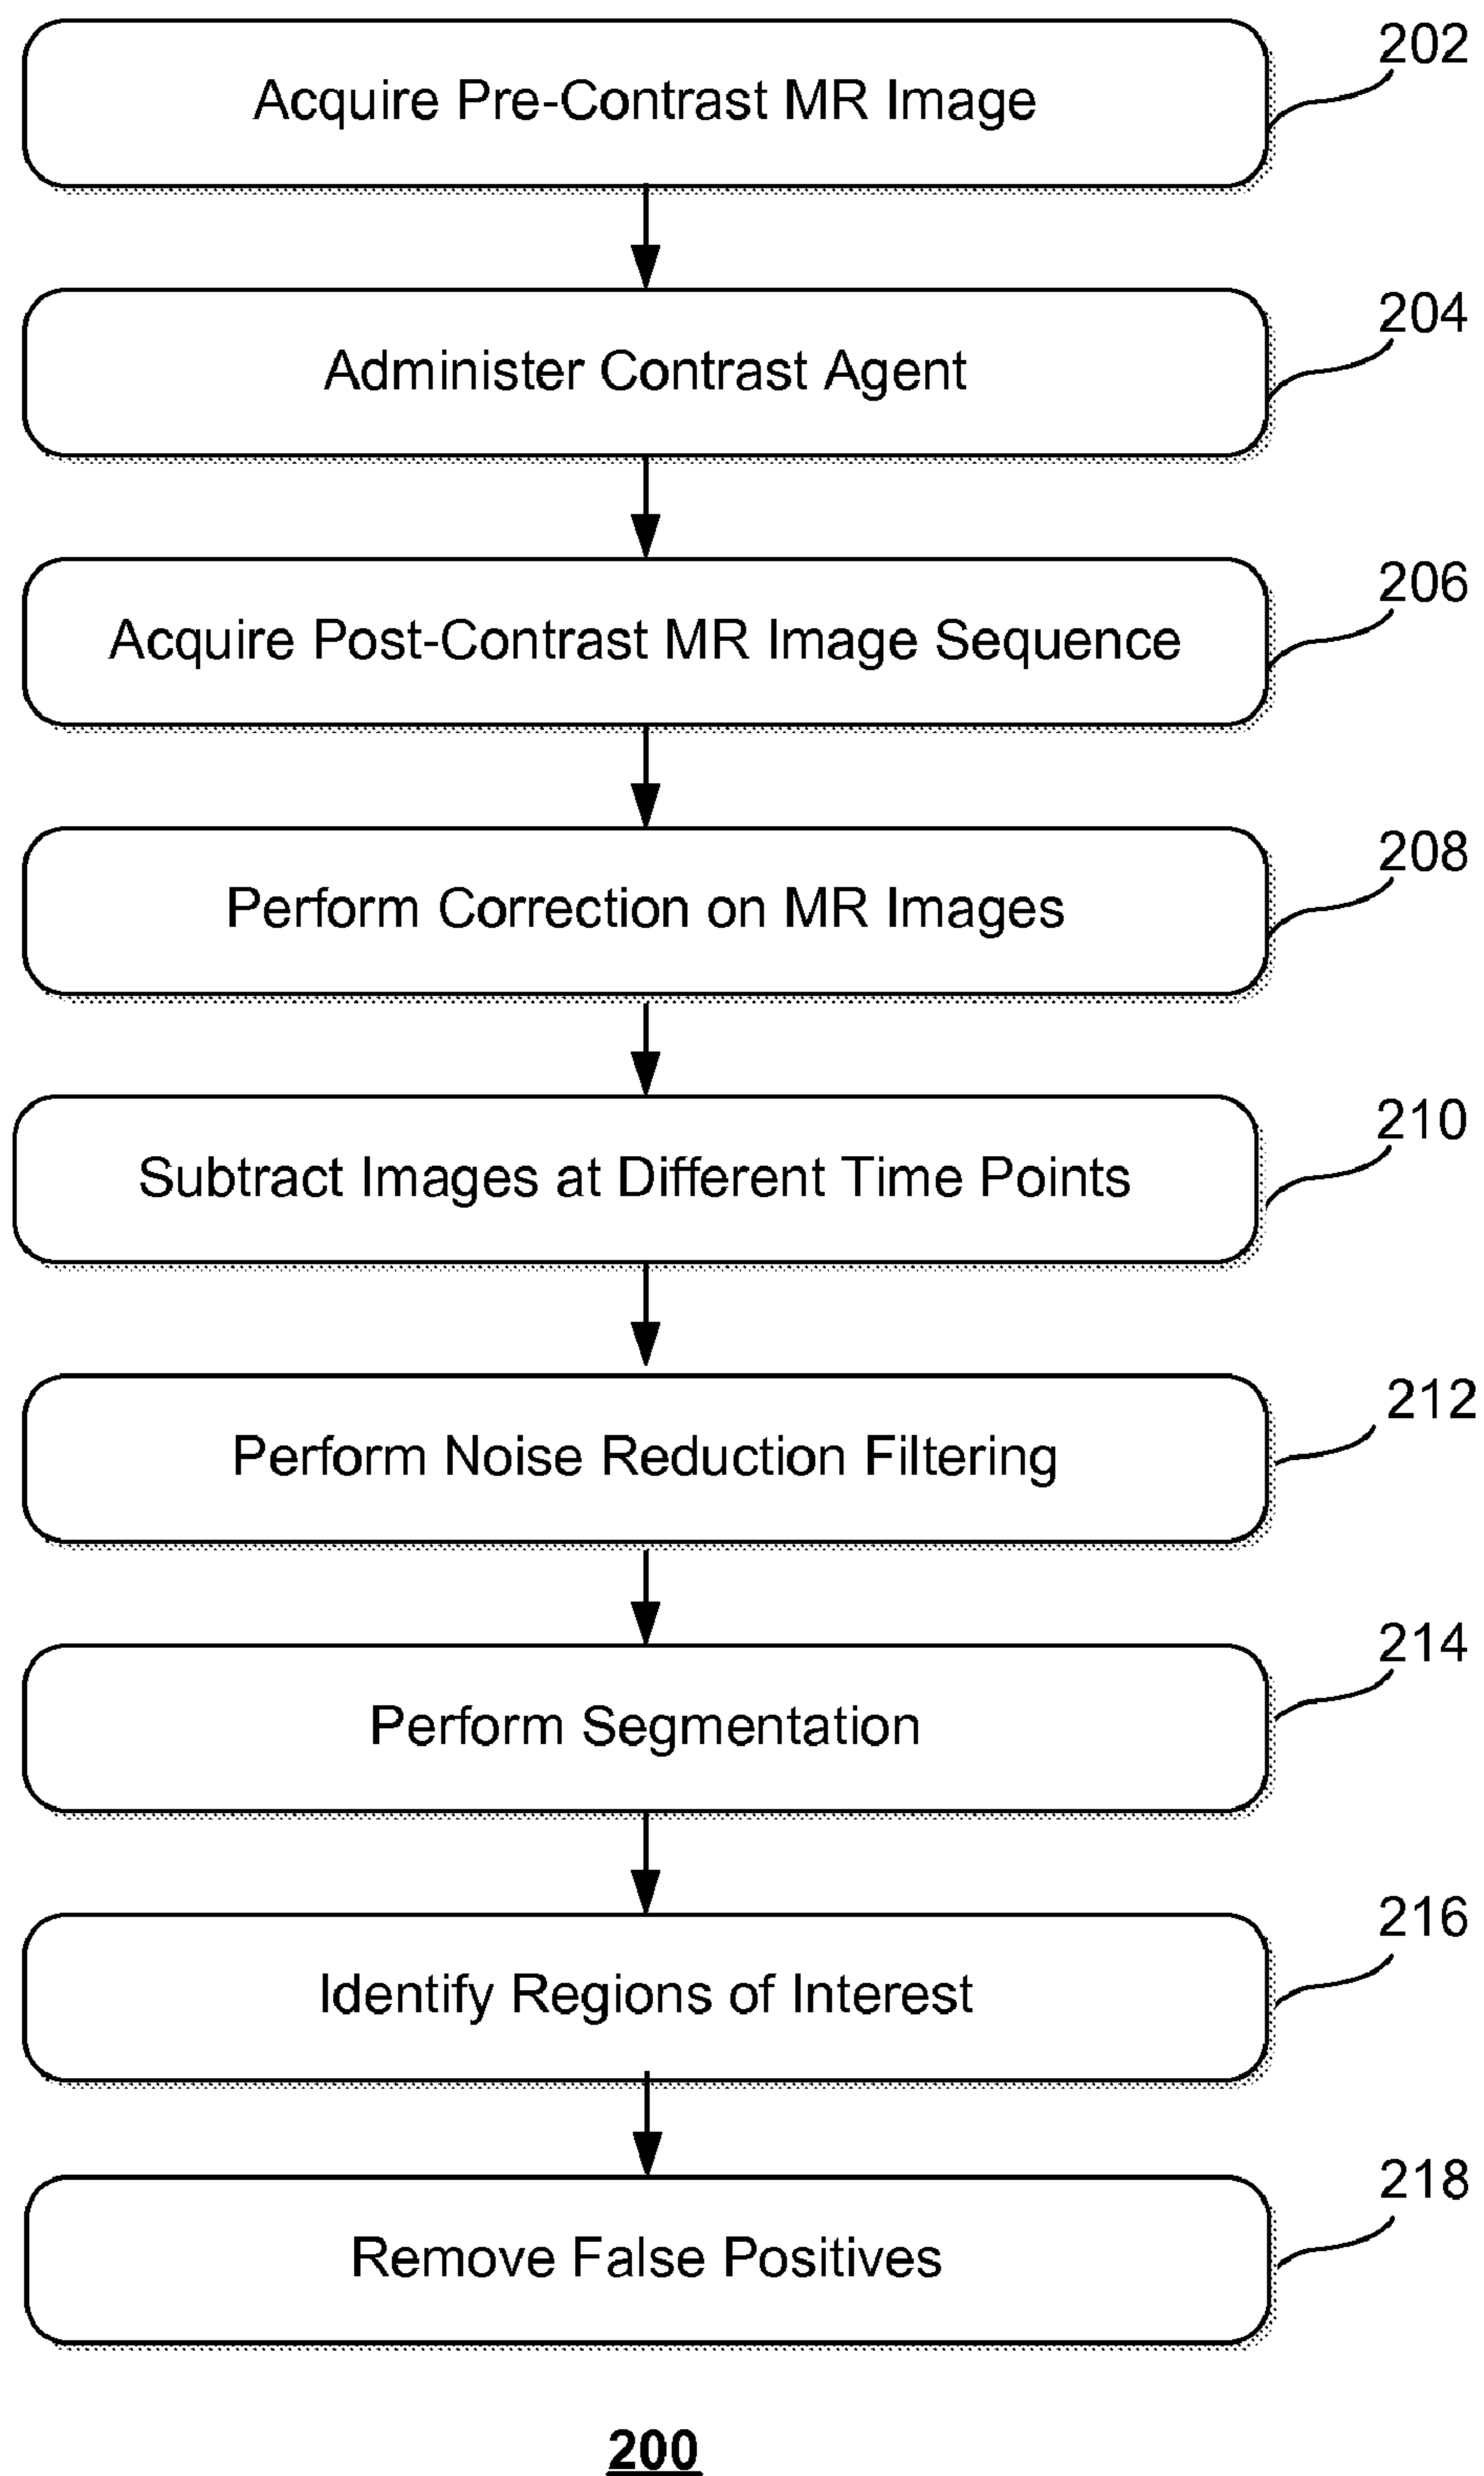 Acquire Pre-Contrast MR Image
202
Administer Contrast Agent
204
Acquire Post-Contrast MR Image Sequence
206
Perform Correction on MR Images
208
Subtract Images at Different Time Points
210
Perform Noise Reduction Filtering
212
Perform Segmentation
214
Identify Regions of Interest
216
Remove False Positives
218
200